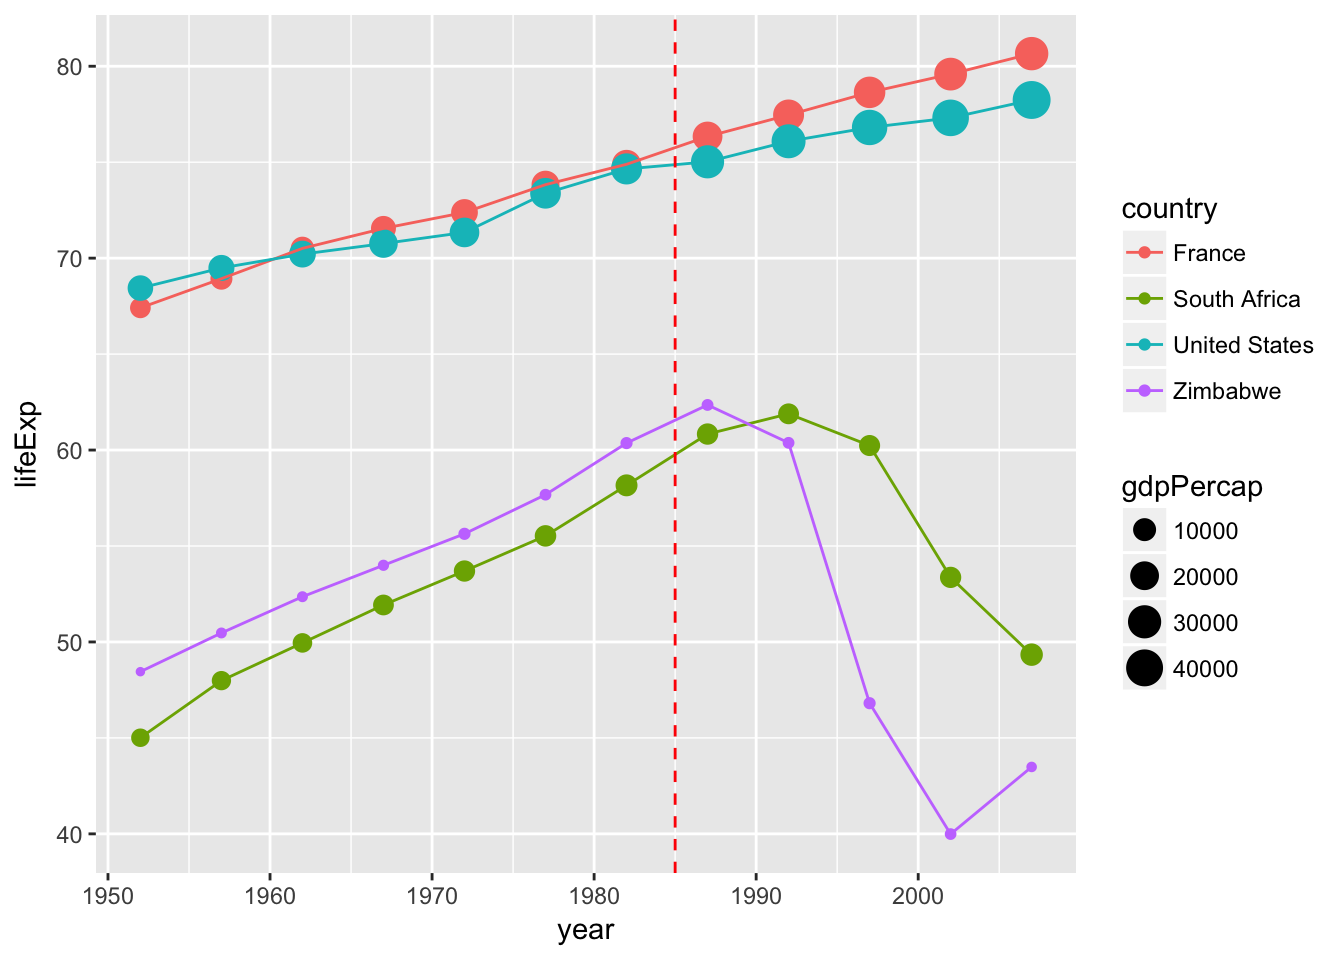 80
70
60
50
40
lifeExp
1950 1960 1970 1980 1990 2000
year
country
France
South Africa
United States
Zimbabwe
gdpPercap
10000
20000
30000
40000